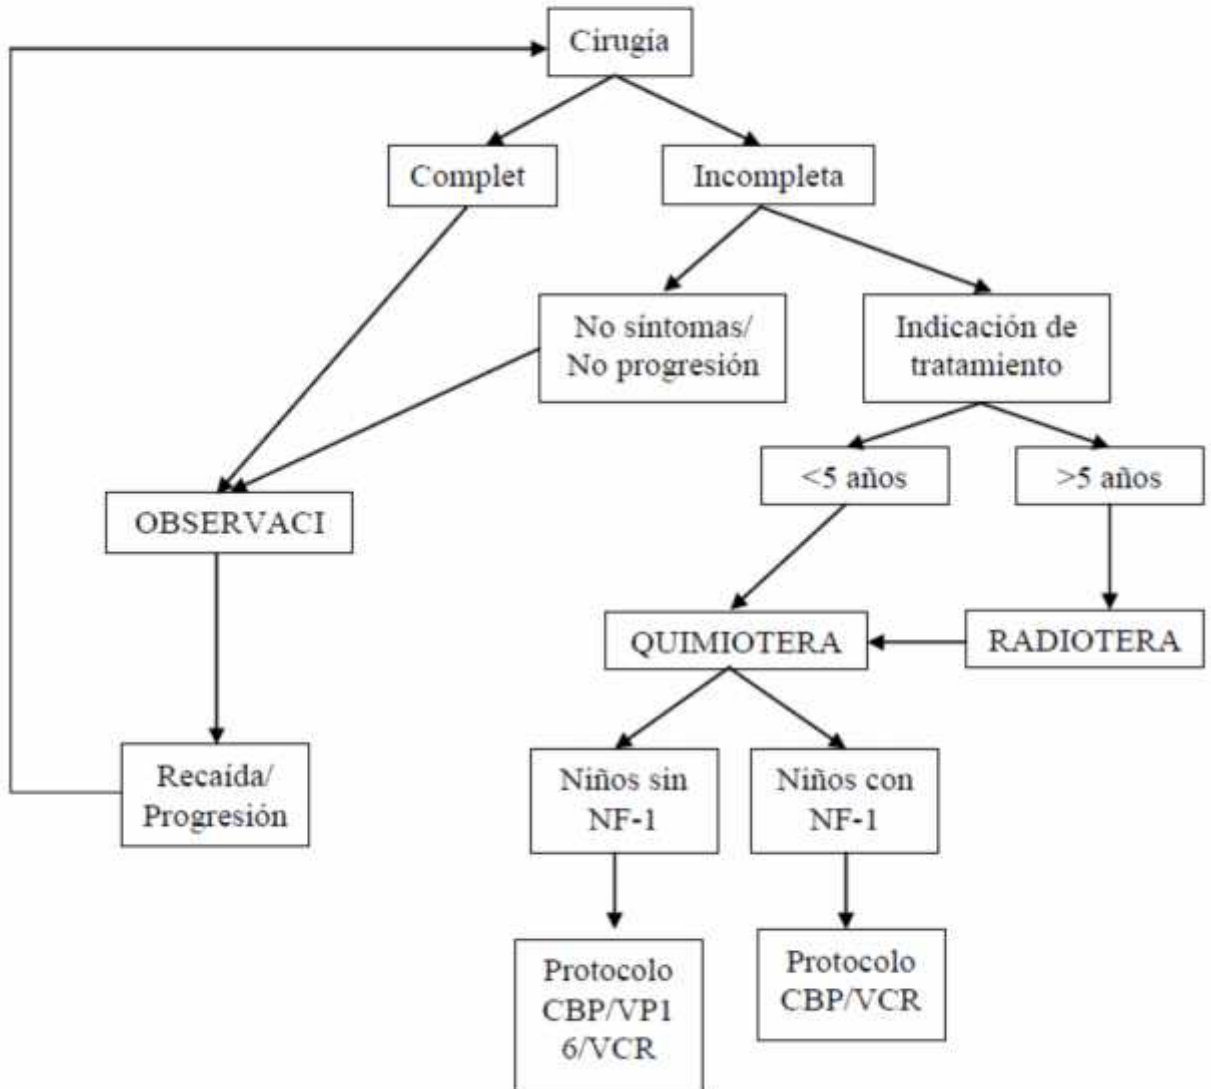 Cirugía
Complet
Incompleta
No síntomas/
No progresión
Indicación de
tratamiento
<5 años
>5 años
OBSERVACI
QUIMIOTERA
RADIOTERA
Recaída/
Progresión
Niños sin
NF-1
Niños con
NF-1
Protocolo
CBP/VP1
6/VCR
Protocolo
CBP/VCR